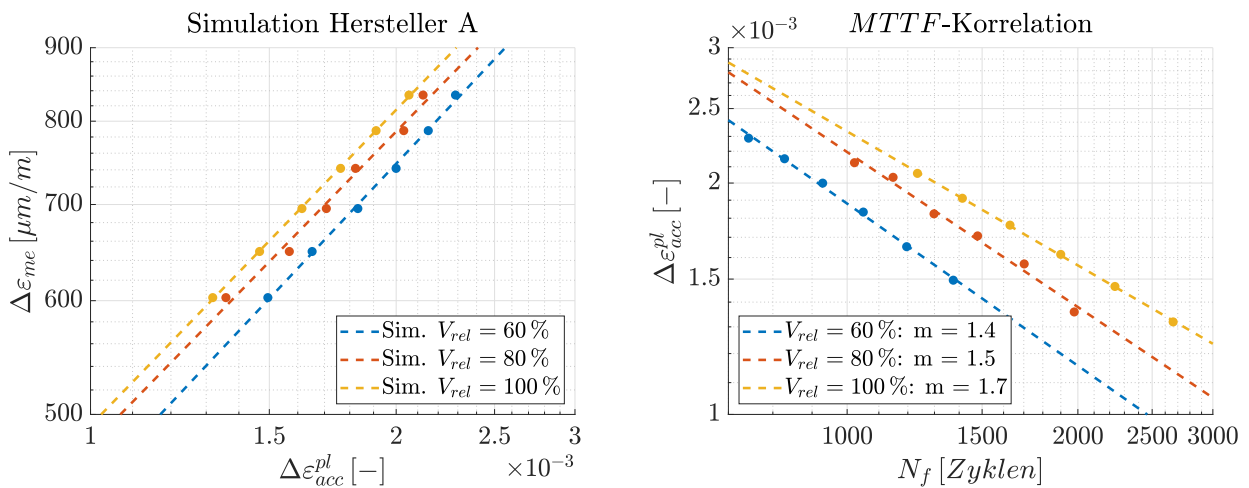 Simulation Hersteller A
900
800
700
600
500
Δε_me [μm/m]
1
1.5
2
2.5
3
×10^−3
Δε^pl_acc [−]
Sim. V_rel = 60 %
Sim. V_rel = 80 %
Sim. V_rel = 100 %
MTTF-Korrelation
×10^−3
3
2.5
2
1.5
1
Δε^pl_acc [−]
1000
1500
2000
2500
3000
N_f [Zyklen]
V_rel = 60 %: m = 1.4
V_rel = 80 %: m = 1.5
V_rel = 100 %: m = 1.7